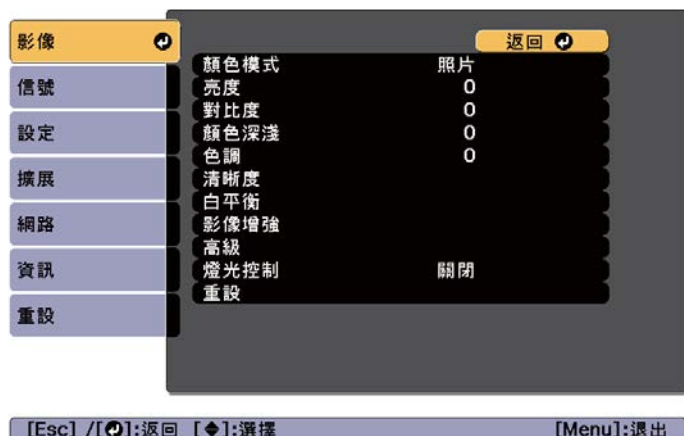 影像
信號
設定
擴展
網路
資訊
重設
返回
顏色模式 照片
亮度 0
對比度 0
顏色深淺 0
色調 0
清晰度
白平衡
影像增強
高級
燈光控制 關閉
重設
[Esc] /[]:返回 [◆]:選擇 [Menu]:退出